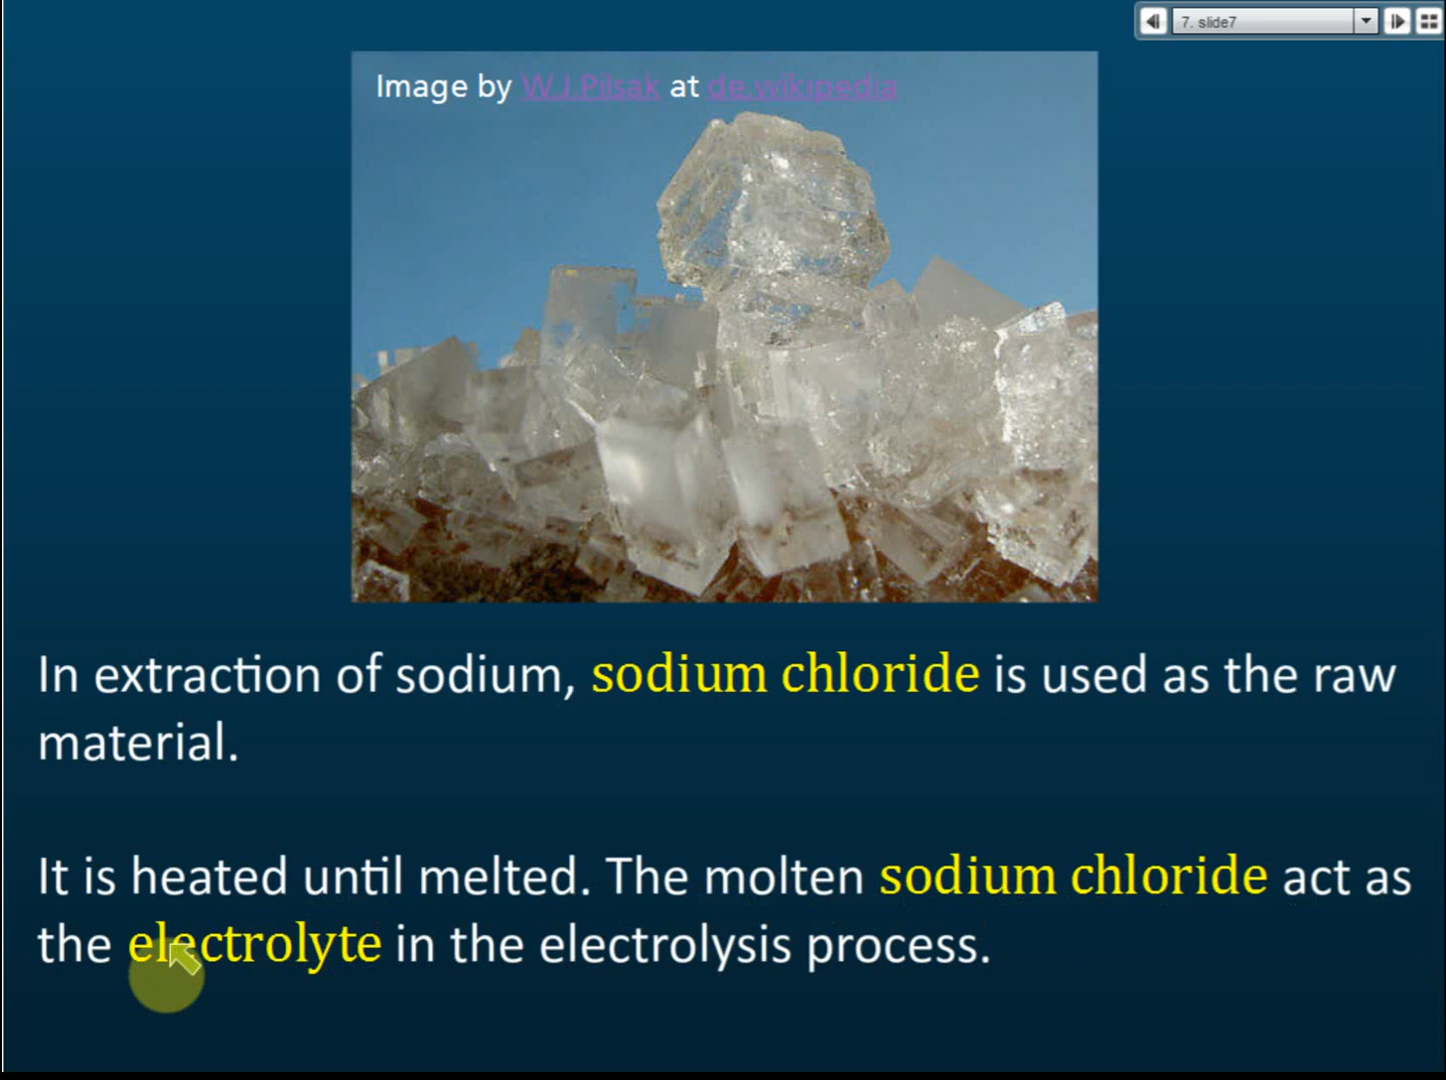 7. slide7
Image by W.J.Pilsak at de.wikipedia
In extraction of sodium, sodium chloride is used as the raw
material.
It is heated until melted. The molten sodium chloride act as
the electrolyte in the electrolysis process.